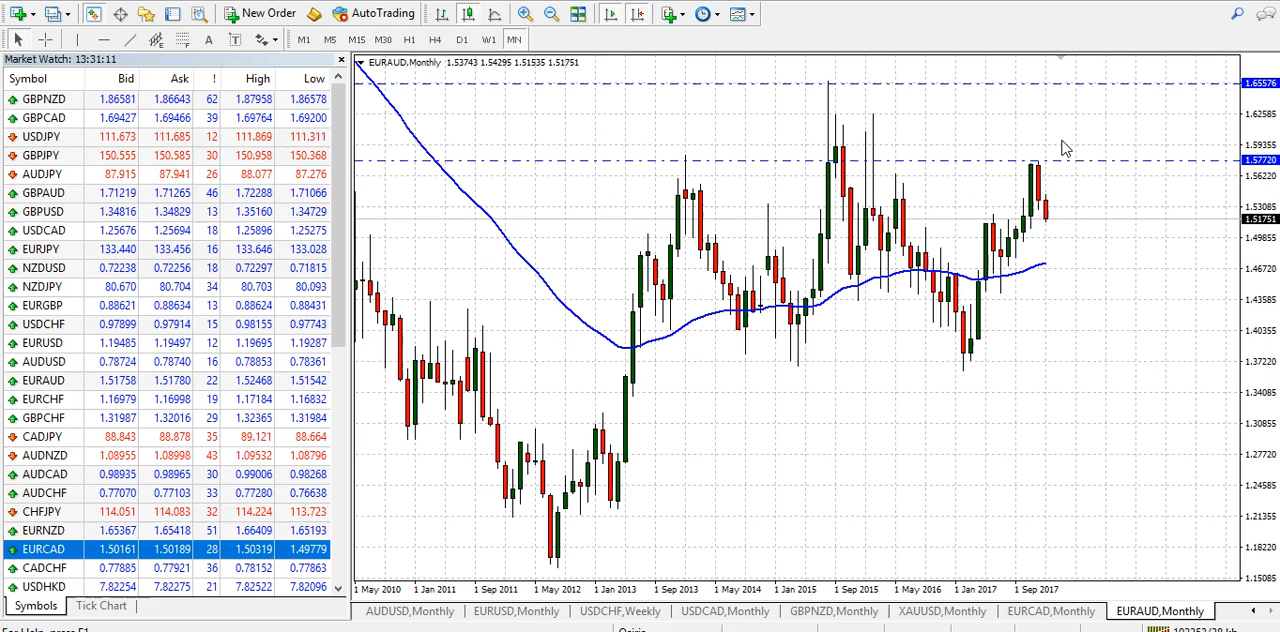 New Order AutoTrading
A T M1 M5 M15 M30 H1 H4 D1 W1 MN
Market Watch: 13:31:11
Symbol Bid Ask ! High Low
GBPNZD 1.86581 1.86643 62 1.87958 1.86578
GBPCAD 1.69427 1.69466 39 1.69764 1.69200
USDJPY 111.673 111.685 12 111.869 111.311
GBPJPY 150.555 150.585 30 150.958 150.368
AUDJPY 87.915 87.941 26 88.077 87.276
GBPAUD 1.71219 1.71265 46 1.72288 1.71066
GBPUSD 1.34816 1.34829 13 1.35160 1.34729
USDCAD 1.25676 1.25694 18 1.25896 1.25275
EURJPY 133.440 133.456 16 133.646 133.028
NZDUSD 0.72238 0.72256 18 0.72297 0.71815
NZDJPY 80.670 80.704 34 80.708 80.093
EURGBP 0.88621 0.88634 13 0.88624 0.88431
USDCHF 0.97899 0.97914 15 0.98155 0.97743
EURUSD 1.19485 1.19497 12 1.19695 1.19287
AUDUSD 0.78724 0.78740 16 0.78853 0.78361
EURAUD 1.51758 1.51780 22 1.52468 1.51542
EURCHF 1.16979 1.16998 19 1.17184 1.16832
GBPCHF 1.31987 1.32016 29 1.32365 1.31984
CADJPY 88.843 88.878 35 89.121 88.664
AUDNZD 1.08955 1.08998 43 1.09532 1.08796
AUDCAD 0.98935 0.98965 30 0.99006 0.98268
AUDCHF 0.77070 0.77103 33 0.77280 0.76638
CHFJPY 114.051 114.083 32 114.224 113.723
EURNZD 1.65367 1.65418 51 1.66409 1.65193
EURCAD 1.50161 1.50189 28 1.50319 1.49779
CADCHF 0.77885 0.77921 36 0.78152 0.77863
USDHKD 7.82254 7.82275 21 7.82522 7.82096
Symbols Tick Chart
EURAUD,Monthly 1.53743 1.54295 1.51535 1.51751
1.65576
1.62585
1.59355
1.57720
1.56220
1.53085
1.51751
1.49855
1.46720
1.43585
1.40355
1.37220
1.34085
1.30855
1.27720
1.24585
1.21355
1.18220
1.15085
1 May 2010 1 Jan 2011 1 Sep 2011 1 May 2012 1 Jan 2013 1 Sep 2013 1 May 2014 1 Jan 2015 1 Sep 2015 1 May 2016 1 Jan 2017 1 Sep 2017
AUDUSD,Monthly EURUSD,Monthly USDCHF,Weekly USDCAD,Monthly GBPNZD,Monthly XAUUSD,Monthly EURCAD,Monthly EURAUD,Monthly